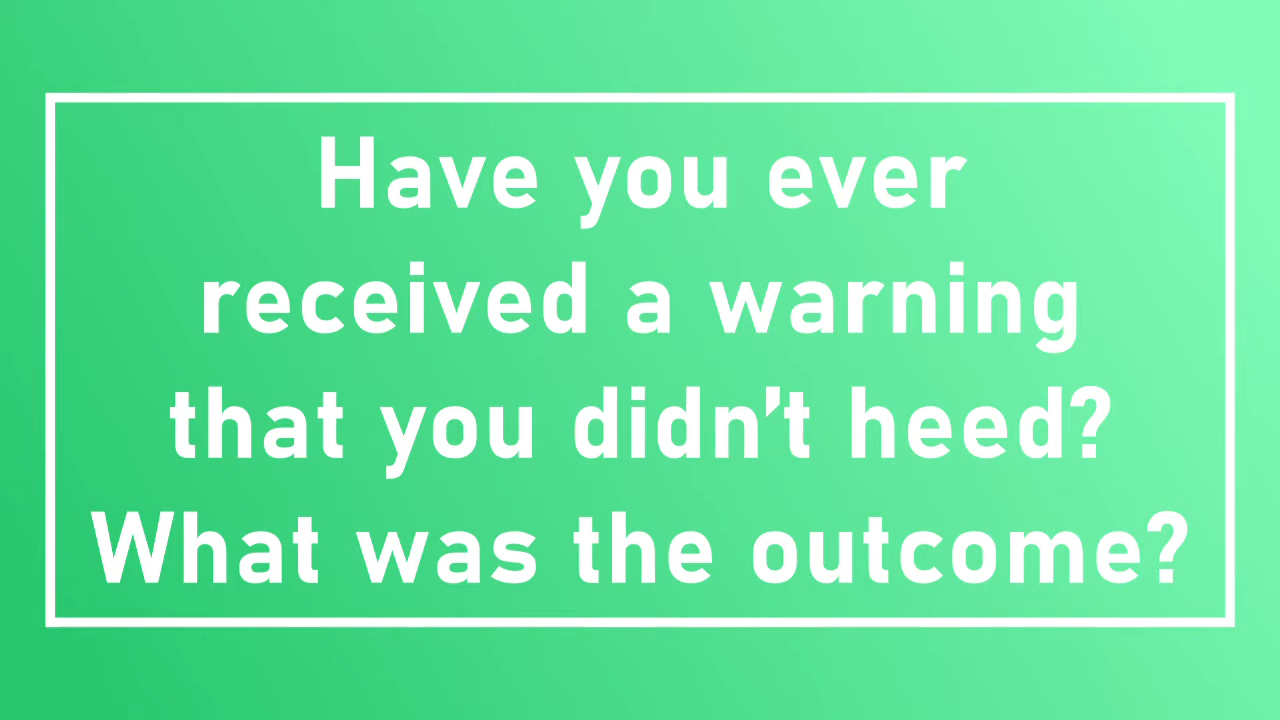 Have you ever
received a warning
that you didn't heed?
What was the outcome?